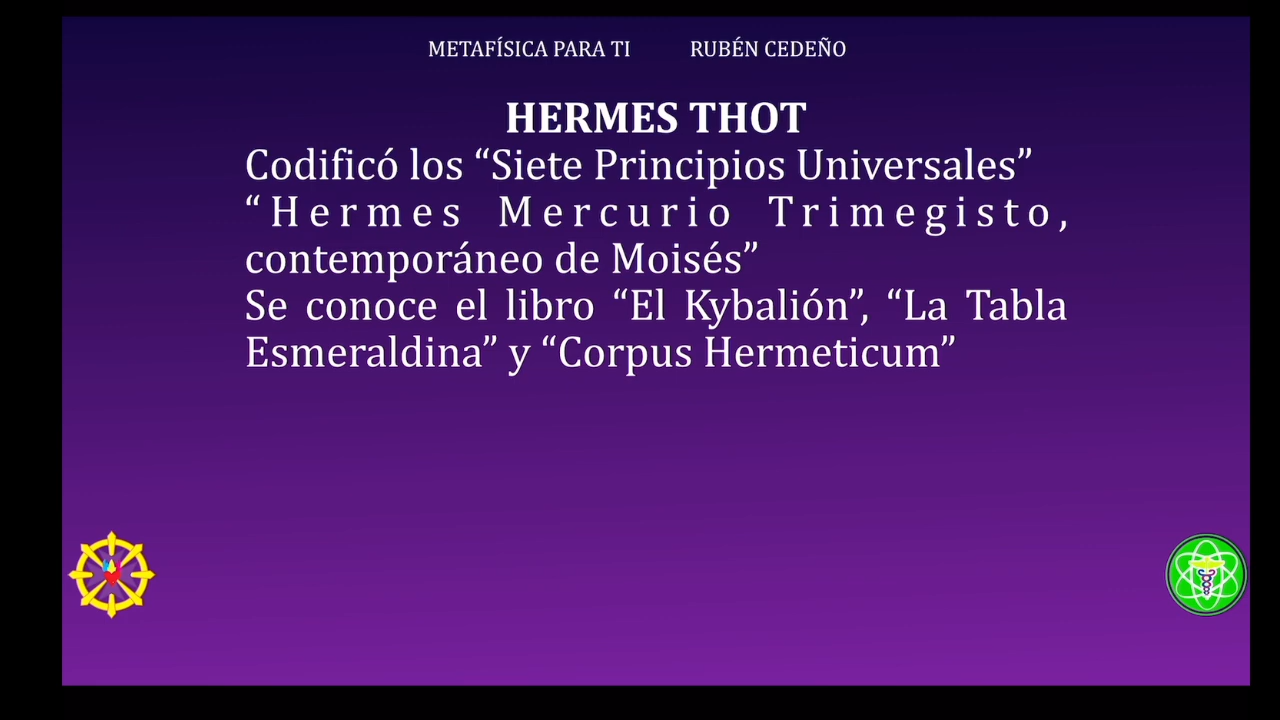 METAFÍSICA PARA TI RUBÉN CEDEÑO
HERMES THOT
Codificó los “Siete Principios Universales”
“Hermes Mercurio Trimegisto,
contemporáneo de Moisés”
Se conoce el libro “El Kybalión”, “La Tabla
Esmeraldina” y “Corpus Hermeticum”